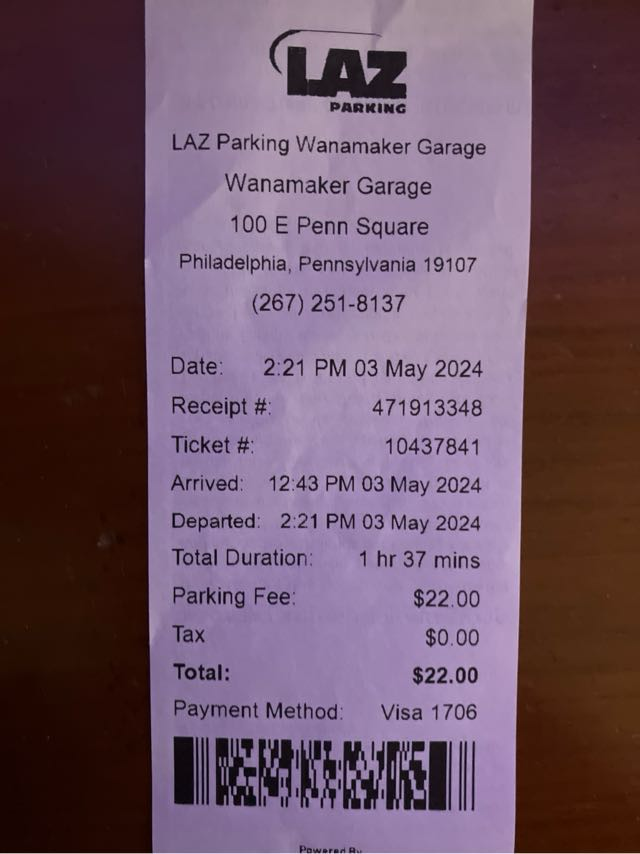 LAZ
PARKING
LAZ Parking Wanamaker Garage
Wanamaker Garage
100 E Penn Square
Philadelphia, Pennsylvania 19107
(267) 251-8137
Date: 2:21 PM 03 May 2024
Receipt #: 471913348
Ticket #: 10437841
Arrived: 12:43 PM 03 May 2024
Departed: 2:21 PM 03 May 2024
Total Duration: 1 hr 37 mins
Parking Fee: $22.00
Tax $0.00
Total: $22.00
Payment Method: Visa 1706
Powered By